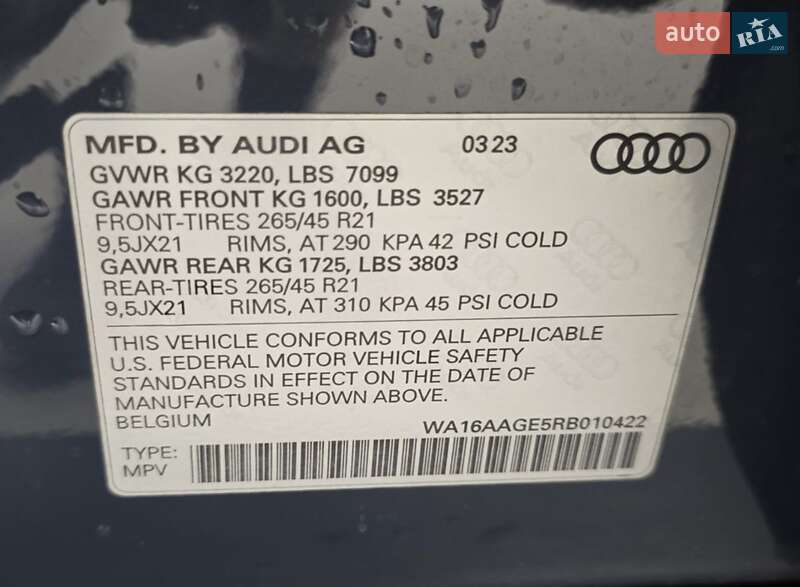 auto RIA.com
MFD. BY AUDI AG 03 23
GVWR KG 3220, LBS 7099
GAWR FRONT KG 1600, LBS 3527
FRONT-TIRES 265/45 R21
9,5JX21 RIMS, AT 290 KPA 42 PSI COLD
GAWR REAR KG 1725, LBS 3803
REAR-TIRES 265/45 R21
9,5JX21 RIMS, AT 310 KPA 45 PSI COLD
THIS VEHICLE CONFORMS TO ALL APPLICABLE
U.S. FEDERAL MOTOR VEHICLE SAFETY
STANDARDS IN EFFECT ON THE DATE OF
MANUFACTURE SHOWN ABOVE.
BELGIUM WA16AAGE5RB010422
TYPE:
MPV